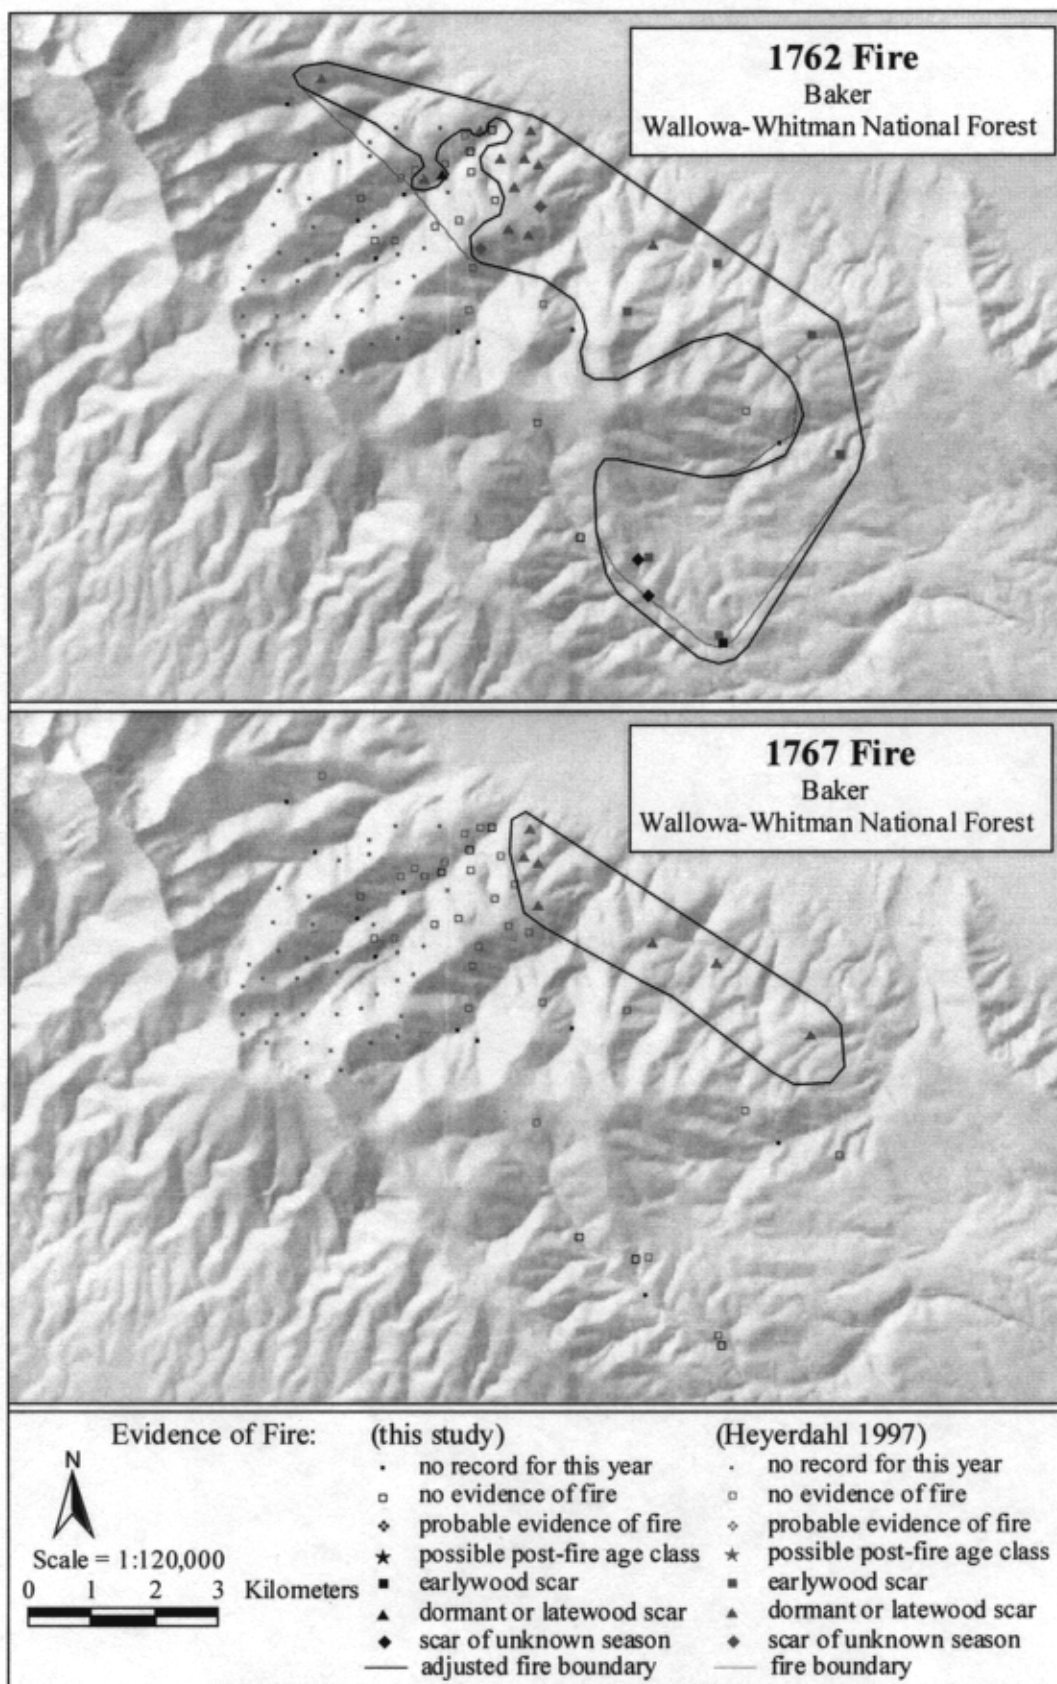 1762 Fire
Baker
Wallowa-Whitman National Forest
1767 Fire
Baker
Wallowa-Whitman National Forest
Evidence of Fire:
(this study)
no record for this year
no evidence of fire
probable evidence of fire
possible post-fire age class
earlywood scar
dormant or latewood scar
scar of unknown season
adjusted fire boundary
(Heyerdahl 1997)
no record for this year
no evidence of fire
probable evidence of fire
possible post-fire age class
earlywood scar
dormant or latewood scar
scar of unknown season
fire boundary
N
Scale = 1:120,000
0 1 2 3 Kilometers